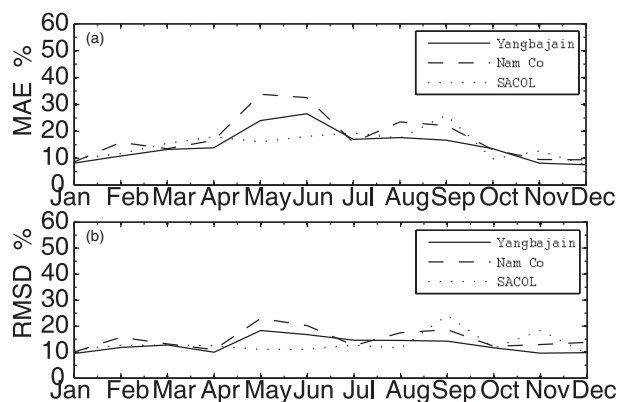 (a)
MAE %
60
50
40
30
20
10
0
Yangbajain
Nam Co
SACOL
Jan Feb Mar Apr May Jun Jul Aug Sep Oct Nov Dec
(b)
RMSD %
60
50
40
30
20
10
0
Yangbajain
Nam Co
SACOL
Jan Feb Mar Apr May Jun Jul Aug Sep Oct Nov Dec